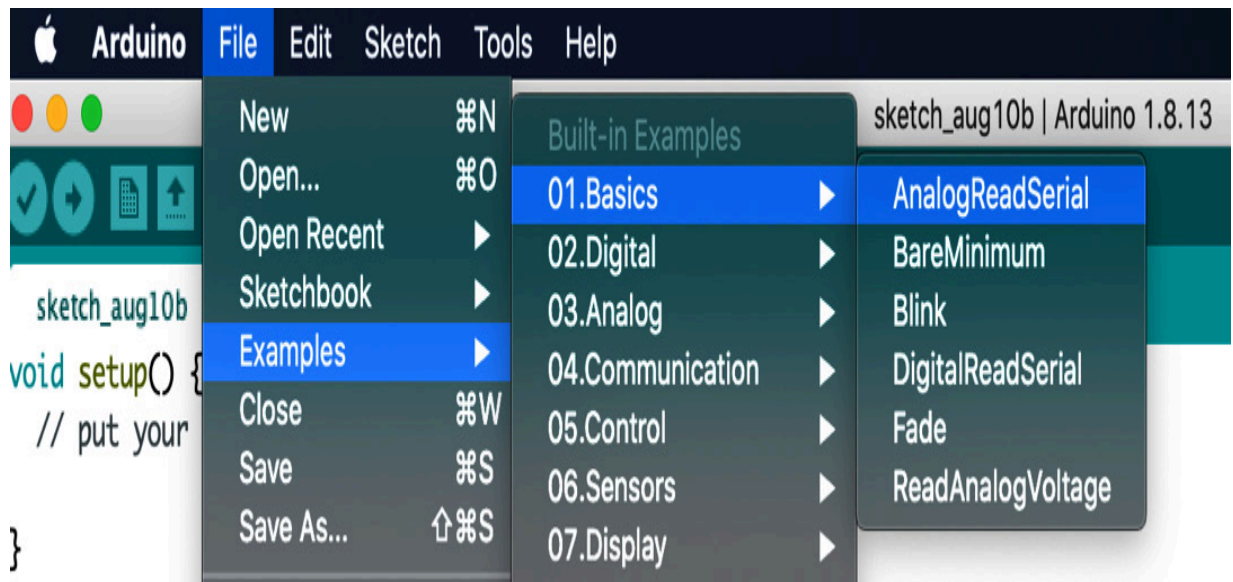 Arduino File Edit Sketch Tools Help
sketch_aug10b | Arduino 1.8.13
sketch_aug10b
void setup() {
// put your
}
New ⌘N
Open... ⌘O
Open Recent ▶
Sketchbook ▶
Examples ▶
Close ⌘W
Save ⌘S
Save As... ⇧⌘S
Built-in Examples
01.Basics ▶
02.Digital ▶
03.Analog ▶
04.Communication ▶
05.Control ▶
06.Sensors ▶
07.Display ▶
AnalogReadSerial
BareMinimum
Blink
DigitalReadSerial
Fade
ReadAnalogVoltage